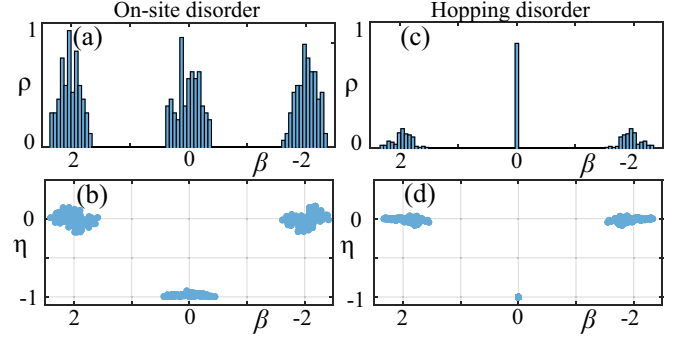 On-site disorder Hopping disorder
1 (a) 1 (c)
ρ ρ
0 0
2 0 β -2 2 0 β -2
(b) (d)
0 0
η η
-1 -1
2 0 β -2 2 0 β -2